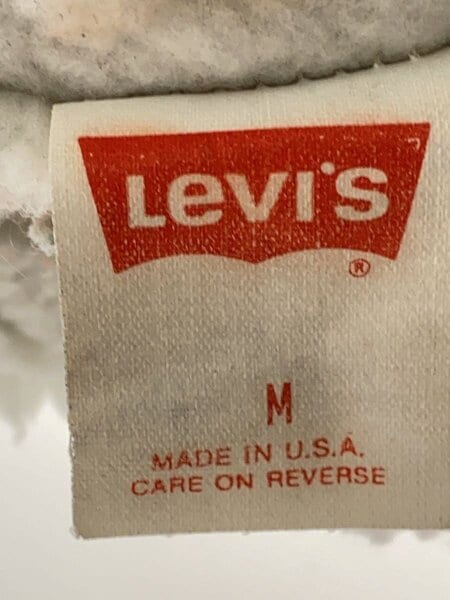 Levi's
®
M
MADE IN U.S.A.
CARE ON REVERSE